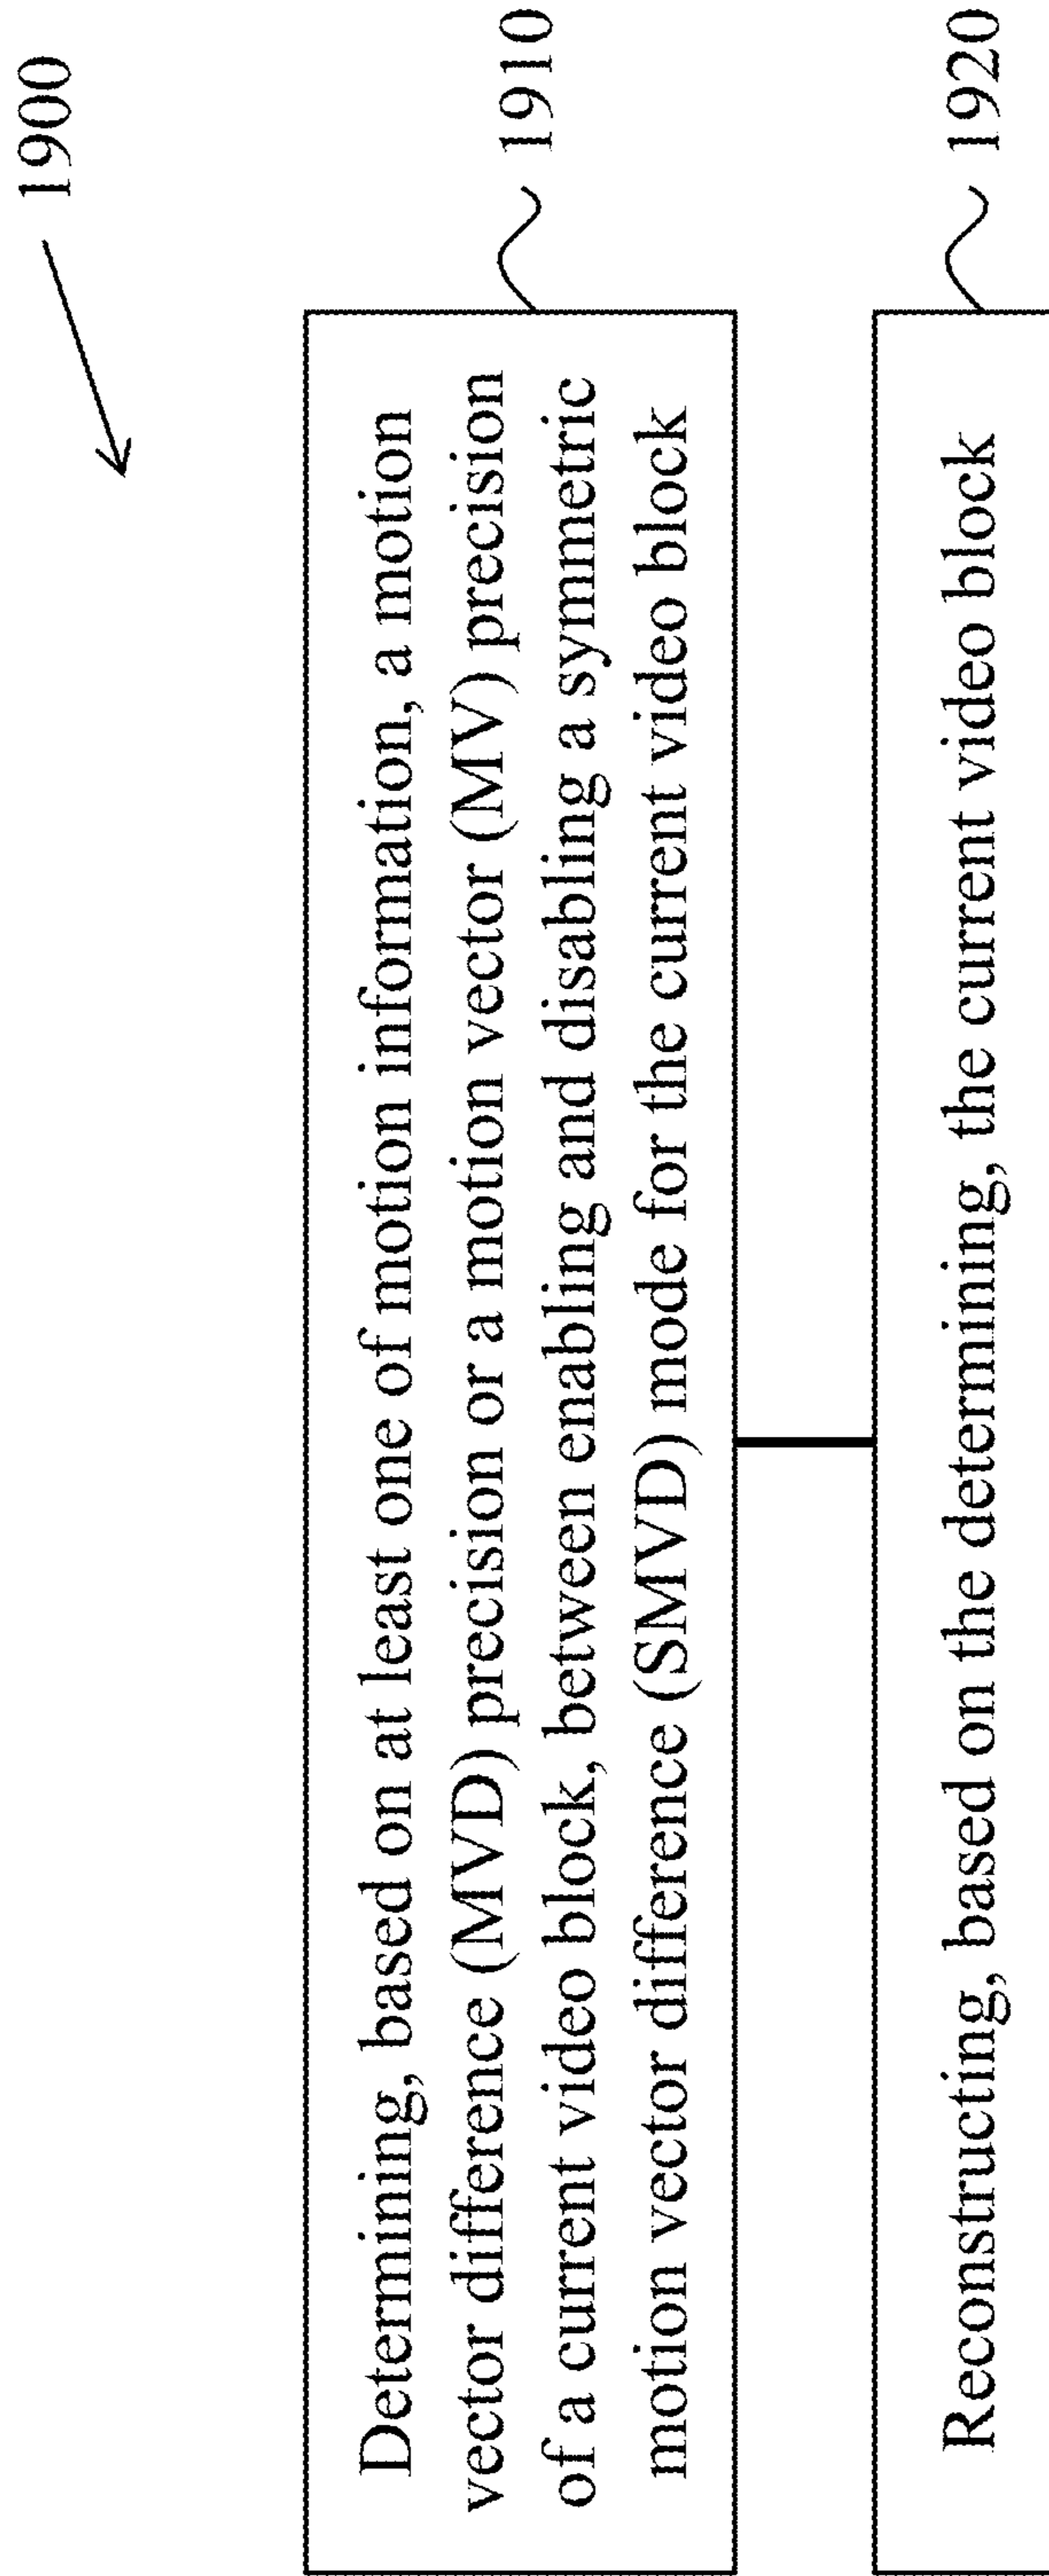 1900
Determining, based on at least one of motion information, a motion
vector difference (MVD) precision or a motion vector (MV) precision
of a current video block, between enabling and disabling a symmetric
motion vector difference (SMVD) mode for the current video block
1910
Reconstructing, based on the determining, the current video block
1920